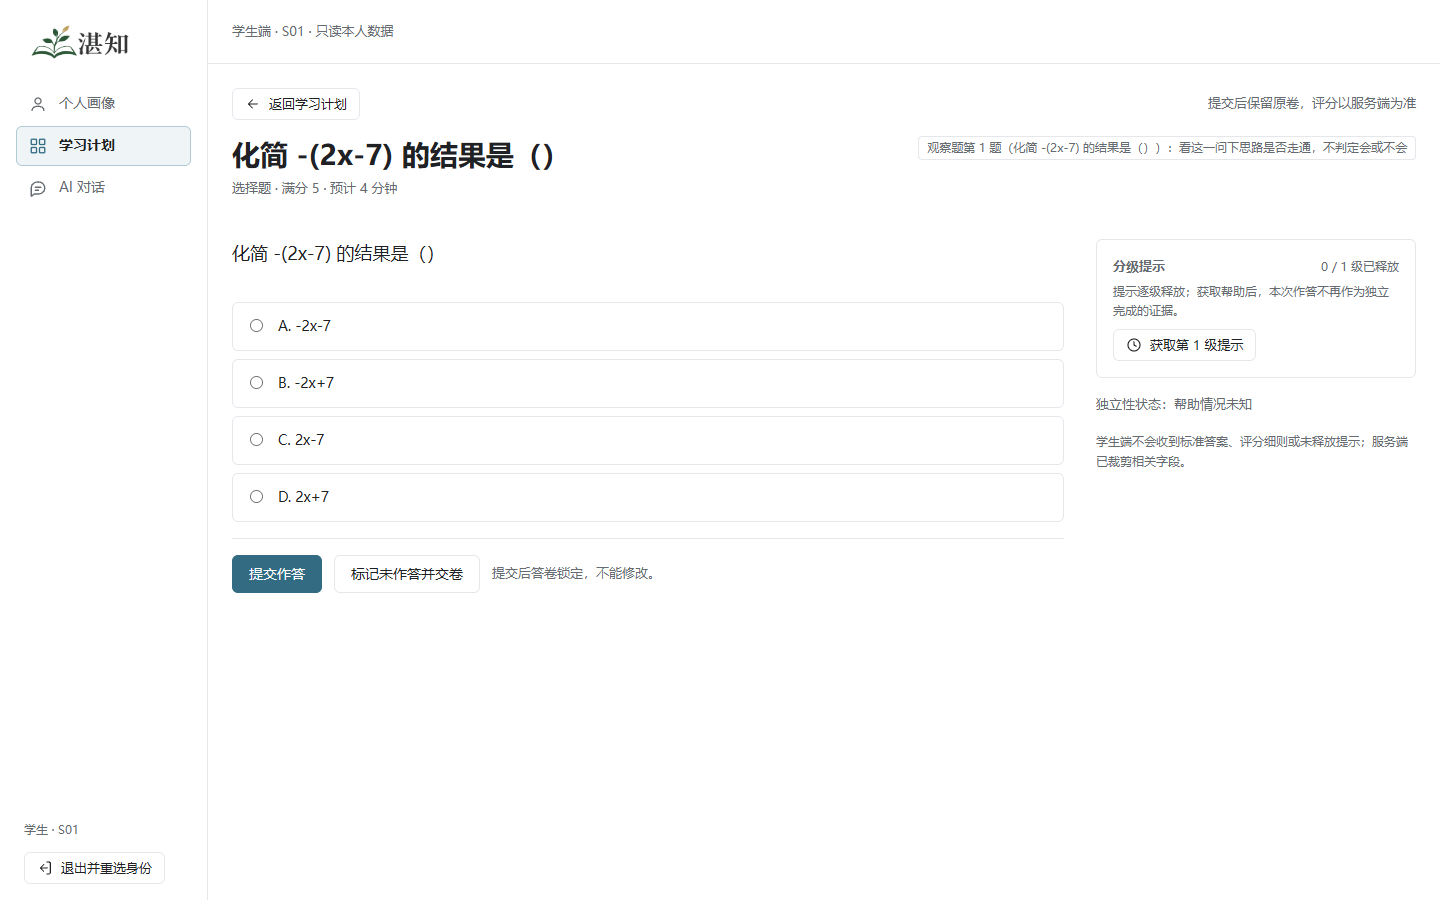 湛知
个人画像
学习计划
AI 对话
学生 · S01
退出并重选身份
学生端 · S01 · 只读本人数据
返回学习计划
提交后保留原卷，评分以服务端为准
化简 -(2x-7) 的结果是（）
观察题第 1 题（化简 -(2x-7) 的结果是（））：看这一问下思路是否走通，不判定会或不会
选择题 · 满分 5 · 预计 4 分钟
化简 -(2x-7) 的结果是（）
A. -2x-7
B. -2x+7
C. 2x-7
D. 2x+7
提交作答
标记未作答并交卷
提交后答卷锁定，不能修改。
分级提示
0 / 1 级已释放
提示逐级释放；获取帮助后，本次作答不再作为独立
完成的证据。
获取第 1 级提示
独立性状态：帮助情况未知
学生端不会收到标准答案、评分细则或未释放提示；服务端
已裁剪相关字段。